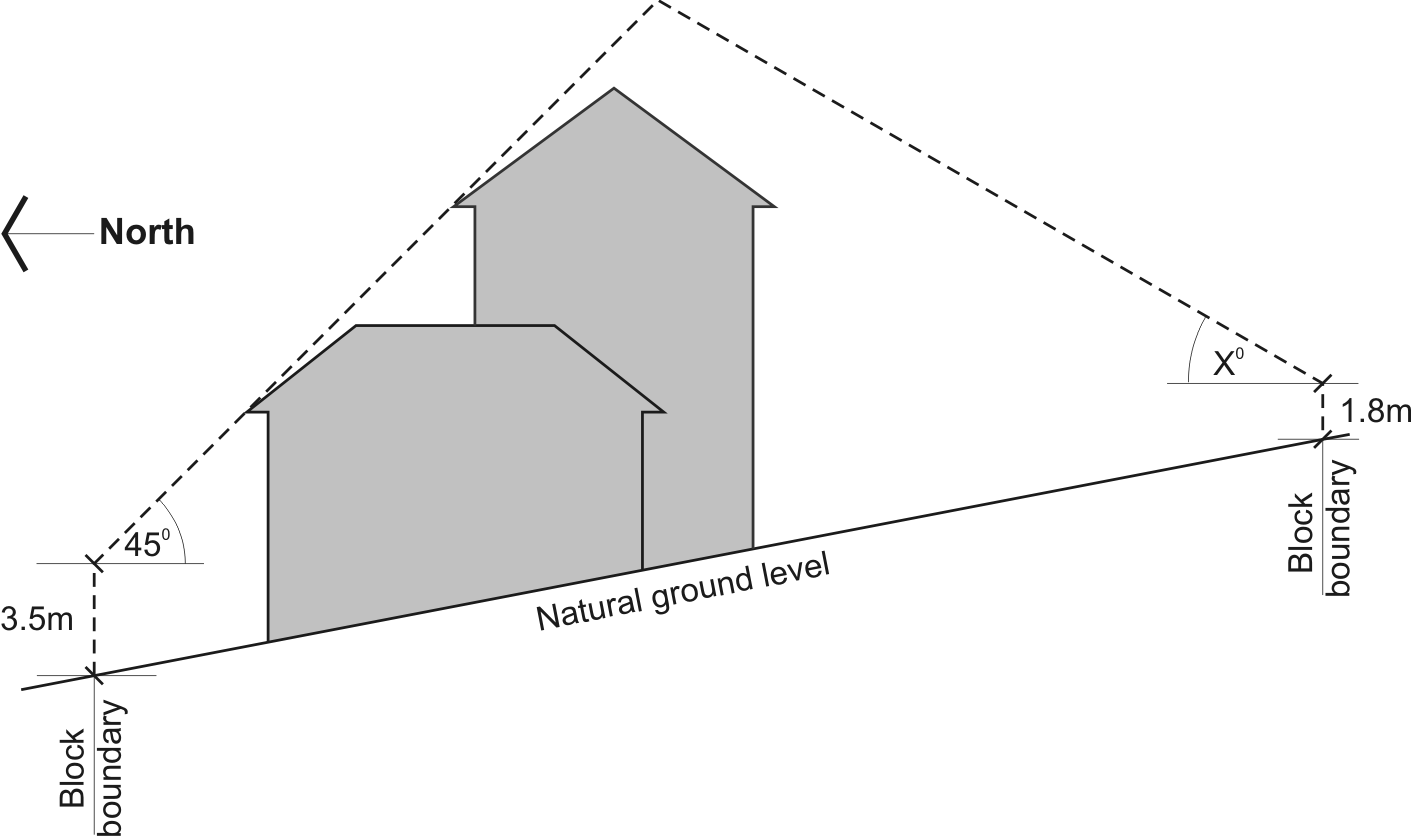 North
X⁰
1.8m
45⁰
3.5m
Natural ground level
Block
boundary
Block
boundary